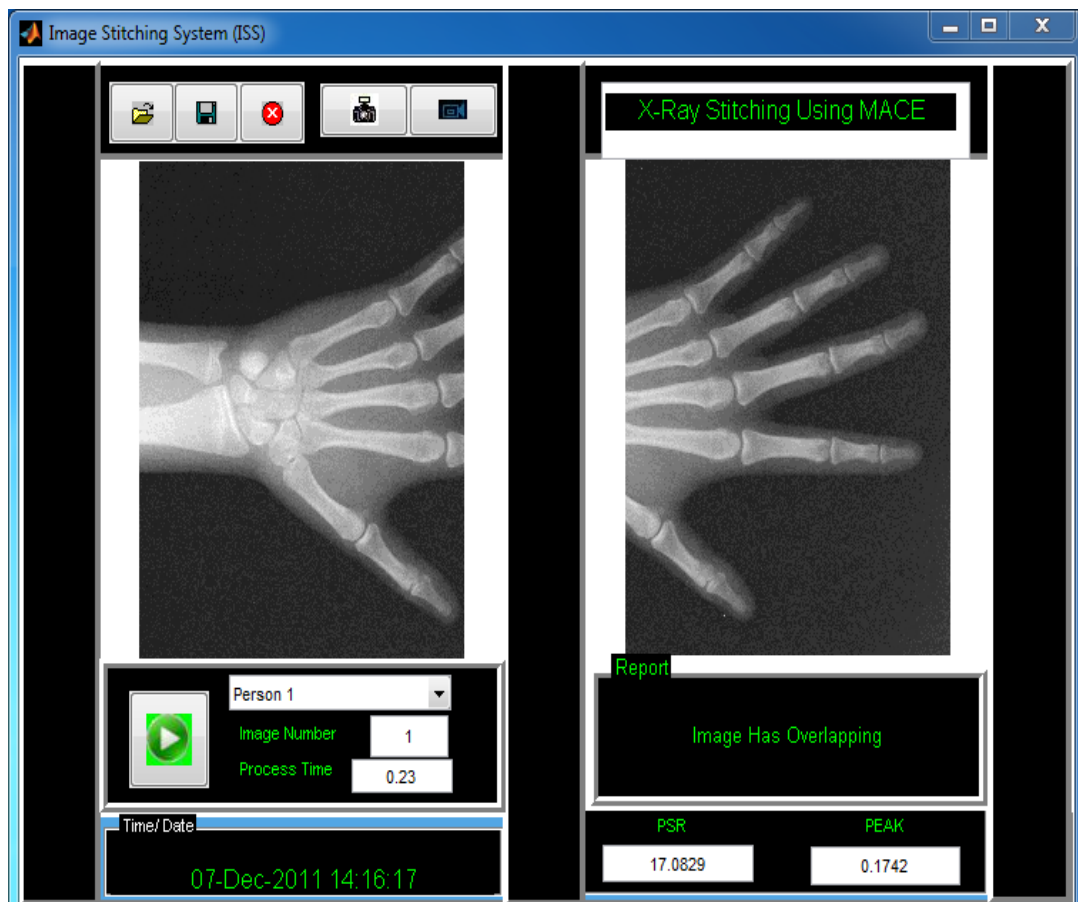 Image Stitching System (ISS)
X-Ray Stitching Using MACE
Person 1
Image Number 1
Process Time 0.23
Time/ Date
07-Dec-2011 14:16:17
Report
Image Has Overlapping
PSR PEAK
17.0829 0.1742